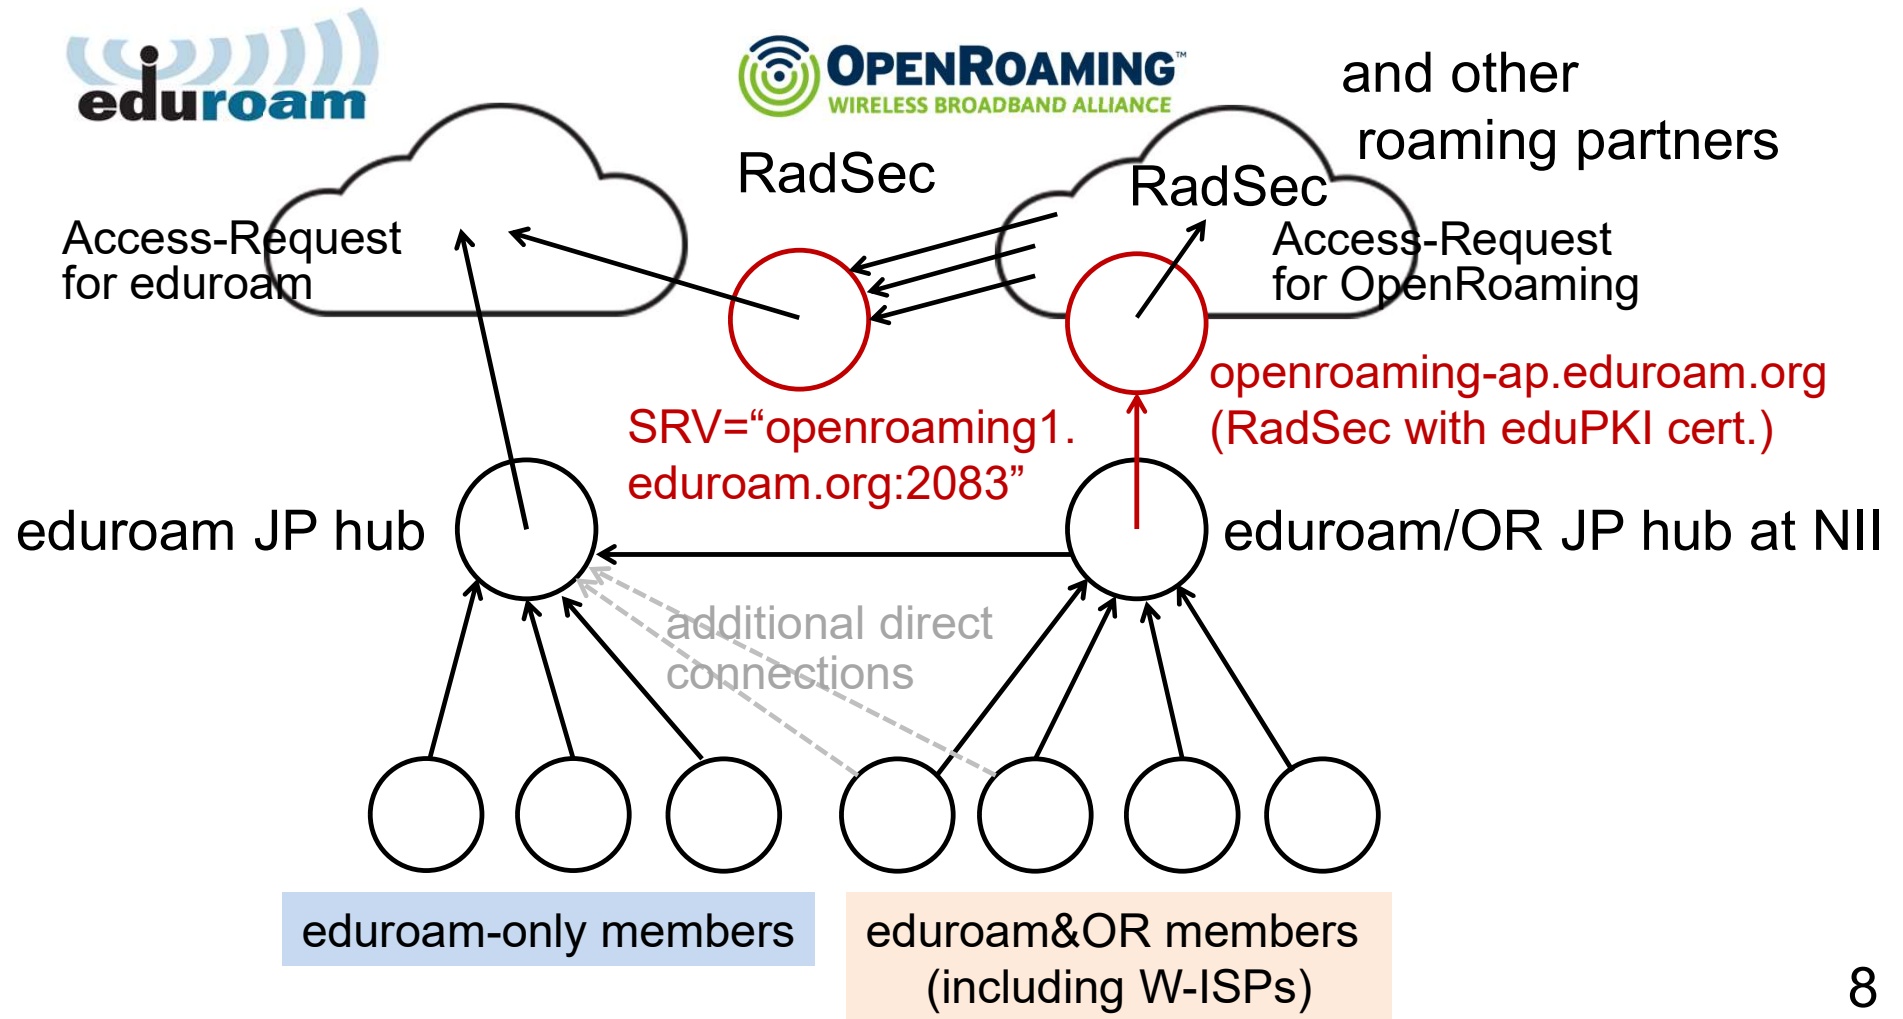 eduroam
OPENROAMING™
WIRELESS BROADBAND ALLIANCE
and other
roaming partners
RadSec
RadSec
Access-Request
for eduroam
Access-Request
for OpenRoaming
openroaming-ap.eduroam.org
(RadSec with eduPKI cert.)
SRV=“openroaming1.
eduroam.org:2083”
eduroam JP hub
eduroam/OR JP hub at NII
additional direct
connections
eduroam-only members
eduroam&OR members
(including W-ISPs)
8